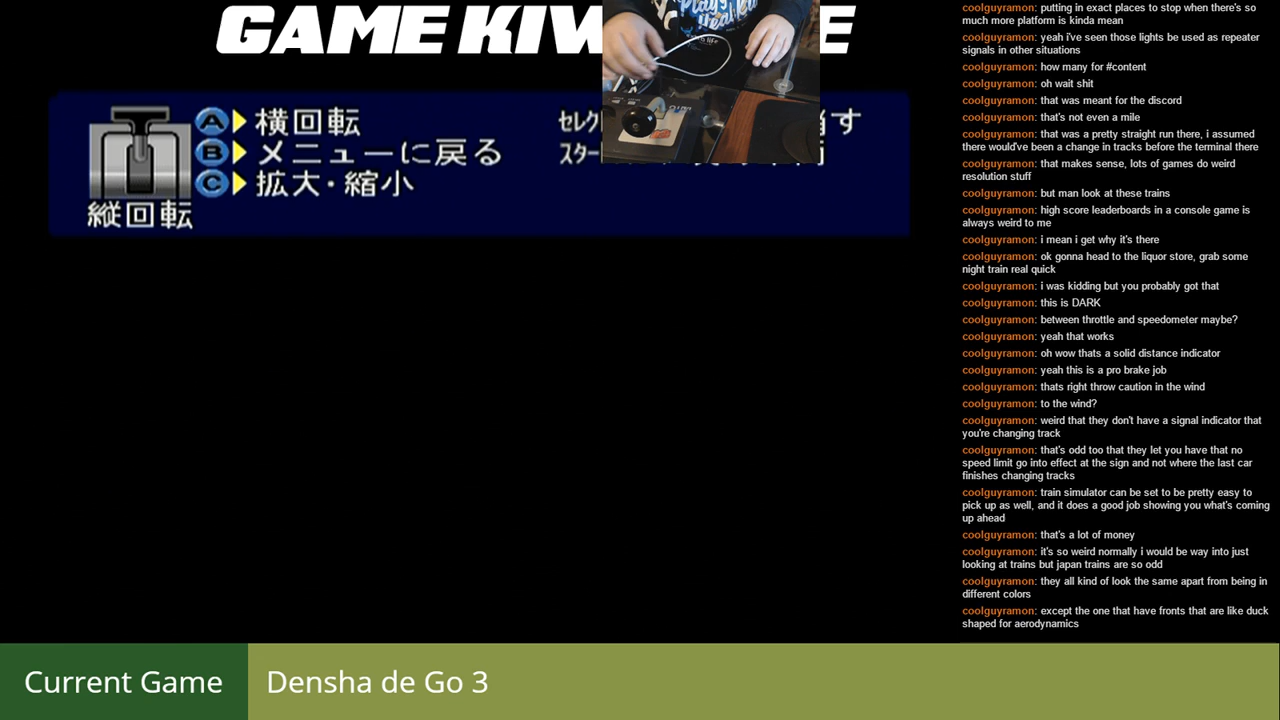 GAME KIW
E
A 横回転
B メニューに戻る
C 拡大・縮小
縦回転
coolguyramon: putting in exact places to stop when there's so
much more platform is kinda mean
coolguyramon: yeah i've seen those lights be used as repeater
signals in other situations
coolguyramon: how many for #content
coolguyramon: oh wait shit
coolguyramon: that was meant for the discord
coolguyramon: that's not even a mile
coolguyramon: that was a pretty straight run there, i assumed
there would've been a change in tracks before the terminal there
coolguyramon: that makes sense, lots of games do weird
resolution stuff
coolguyramon: but man look at these trains
coolguyramon: high score leaderboards in a console game is
always weird to me
coolguyramon: i mean i get why it's there
coolguyramon: ok gonna head to the liquor store, grab some
night train real quick
coolguyramon: i was kidding but you probably got that
coolguyramon: this is DARK
coolguyramon: between throttle and speedometer maybe?
coolguyramon: yeah that works
coolguyramon: oh wow thats a solid distance indicator
coolguyramon: yeah this is a pro brake job
coolguyramon: thats right throw caution in the wind
coolguyramon: to the wind?
coolguyramon: weird that they don't have a signal indicator that
you're changing track
coolguyramon: that's odd too that they let you have that no
speed limit go into effect at the sign and not where the last car
finishes changing tracks
coolguyramon: train simulator can be set to be pretty easy to
pick up as well, and it does a good job showing you what's coming
up ahead
coolguyramon: that's a lot of money
coolguyramon: it's so weird normally i would be way into just
looking at trains but japan trains are so odd
coolguyramon: they all kind of look the same apart from being in
different colors
coolguyramon: except the one that have fronts that are like duck
shaped for aerodynamics
Current Game
Densha de Go 3